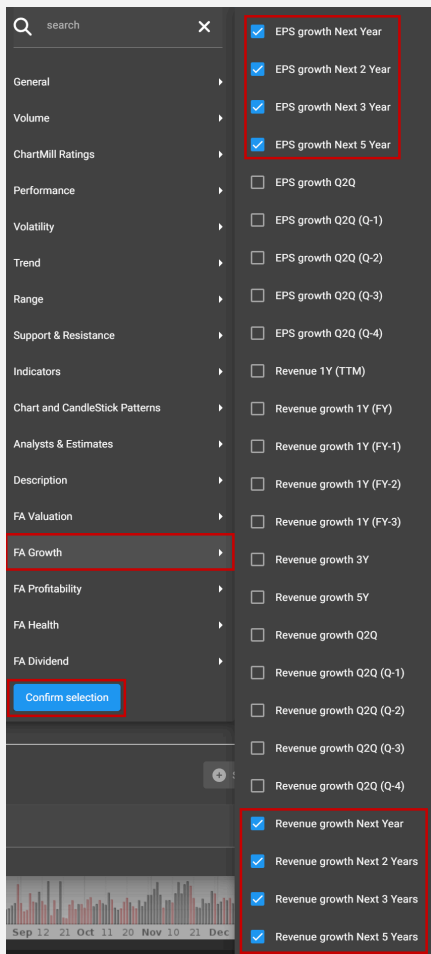 search
General
Volume
ChartMill Ratings
Performance
Volatility
Trend
Range
Support & Resistance
Indicators
Chart and CandleStick Patterns
Analysts & Estimates
Description
FA Valuation
FA Growth
FA Profitability
FA Health
FA Dividend
Confirm selection
Sep 12 21 Oct 11 20 Nov 10 21 Dec
EPS growth Next Year
EPS growth Next 2 Year
EPS growth Next 3 Year
EPS growth Next 5 Year
EPS growth Q2Q
EPS growth Q2Q (Q-1)
EPS growth Q2Q (Q-2)
EPS growth Q2Q (Q-3)
EPS growth Q2Q (Q-4)
Revenue 1Y (TTM)
Revenue growth 1Y (FY)
Revenue growth 1Y (FY-1)
Revenue growth 1Y (FY-2)
Revenue growth 1Y (FY-3)
Revenue growth 3Y
Revenue growth 5Y
Revenue growth Q2Q
Revenue growth Q2Q (Q-1)
Revenue growth Q2Q (Q-2)
Revenue growth Q2Q (Q-3)
Revenue growth Q2Q (Q-4)
Revenue growth Next Year
Revenue growth Next 2 Years
Revenue growth Next 3 Years
Revenue growth Next 5 Years